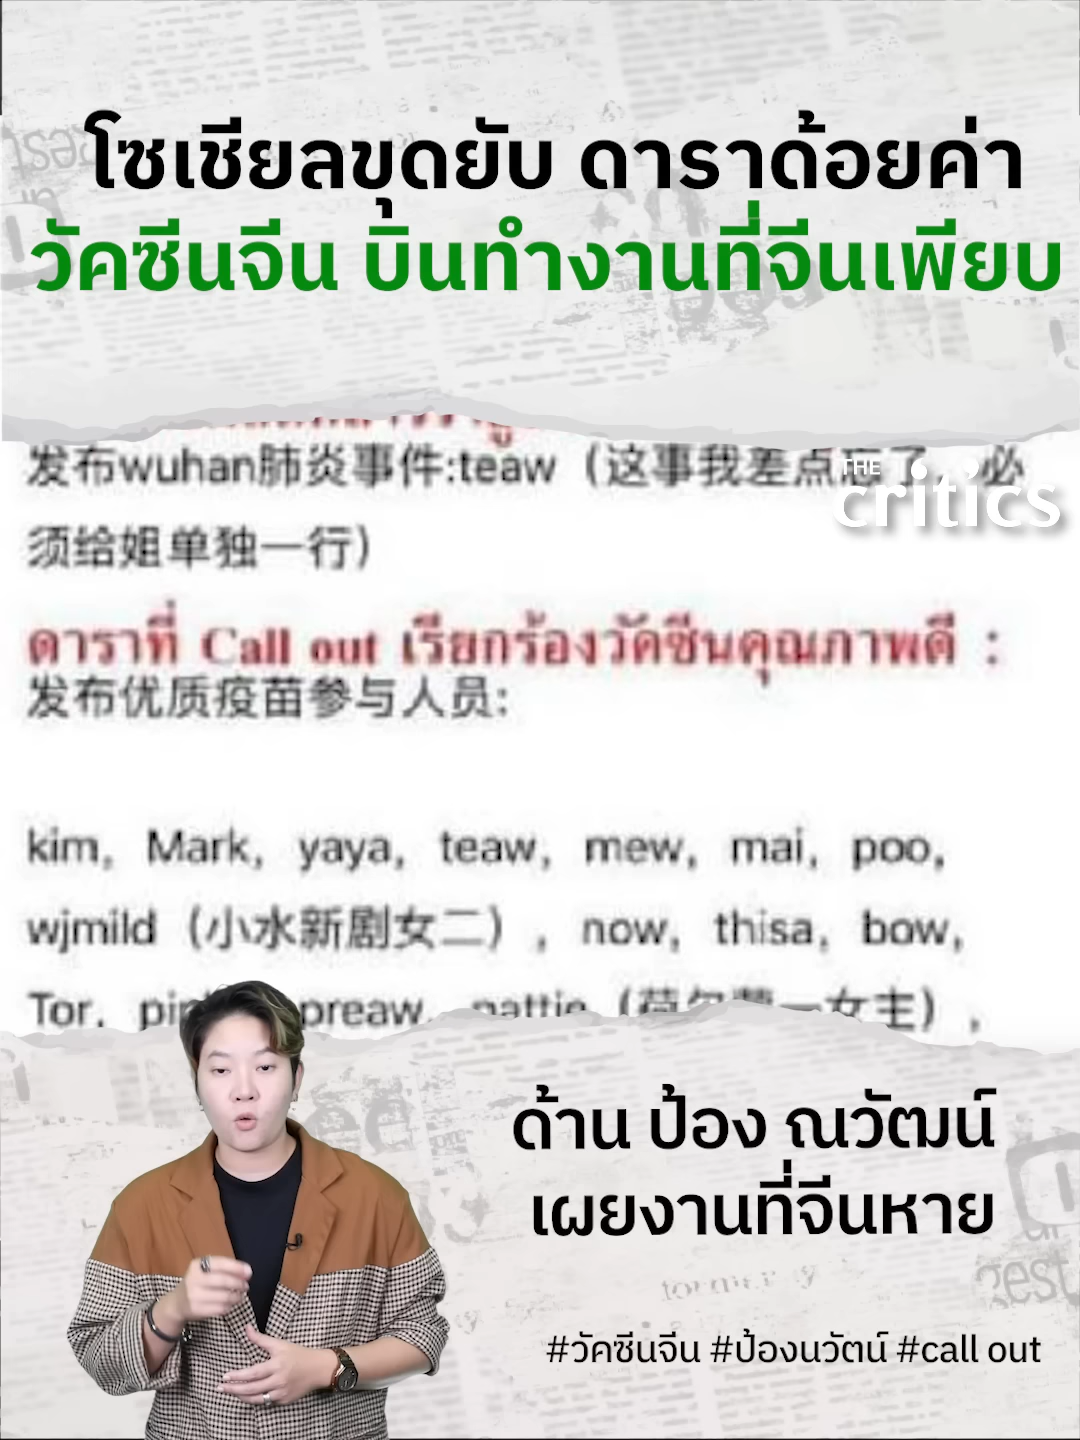 โซเชียลขุดยับ ดาราด้อยค่า
วัคซีนจีน บินทำงานที่จีนเพียบ
发布wuhan肺炎事件:teaw（这事我差点忘了，必
THE
critics
须给姐单独一行）
ดาราที่ Call out เรียกร้องวัคซีนคุณภาพดี :
发布优质疫苗参与人员:
kim, Mark, yaya, teaw, mew, mai, poo,
wjmild（小水新剧女二）, now, thisa, bow,
Tor, preaw, pattie 一女主）,
ด้าน ป้อง ณวัฒน์
เผยงานที่จีนหาย
#วัคซีนจีน #ป้องนวัตน์ #call out